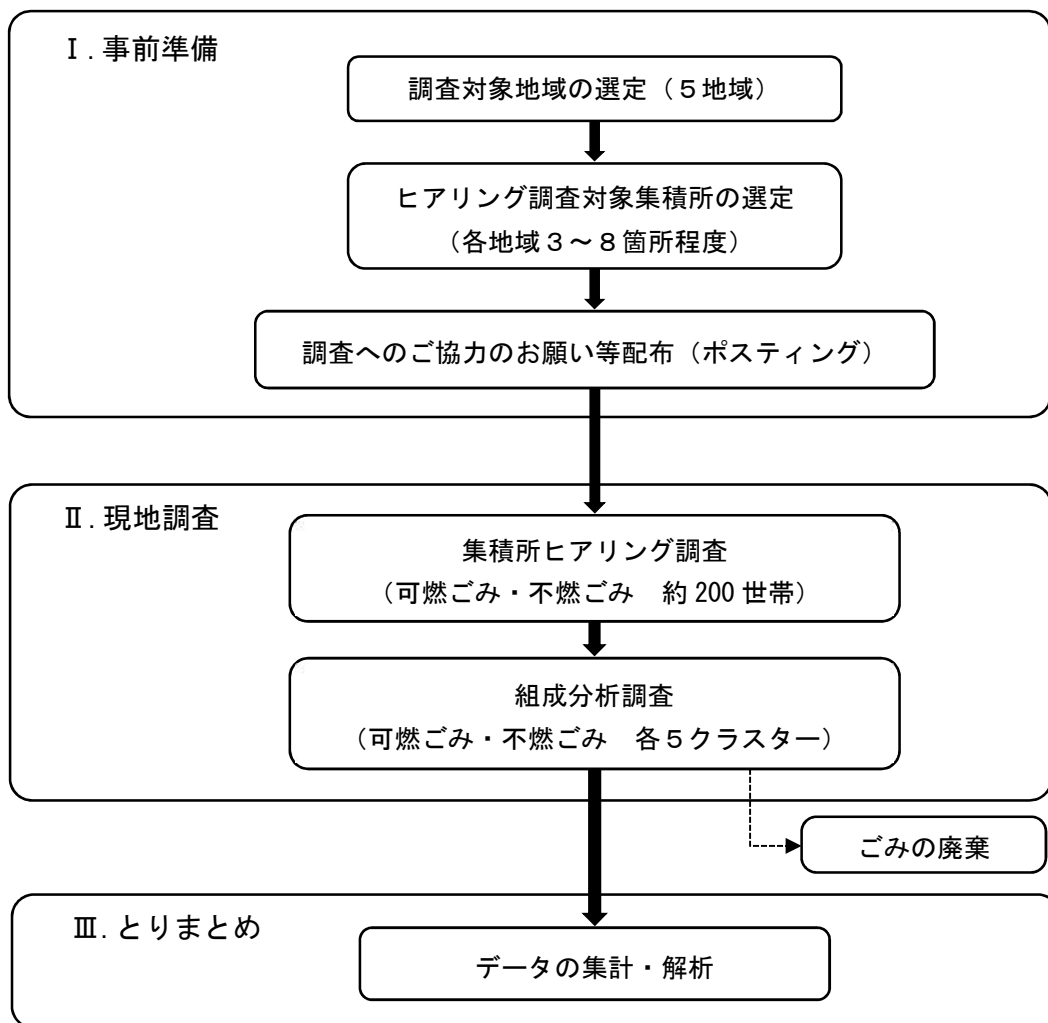 Ⅰ.事前準備
調査対象地域の選定（５地域）
ヒアリング調査対象集積所の選定
（各地域３～８箇所程度）
調査へのご協力のお願い等配布（ポスティング）
Ⅱ.現地調査
集積所ヒアリング調査
（可燃ごみ・不燃ごみ　約200世帯）
組成分析調査
（可燃ごみ・不燃ごみ　各５クラスター）
ごみの廃棄
Ⅲ.とりまとめ
データの集計・解析